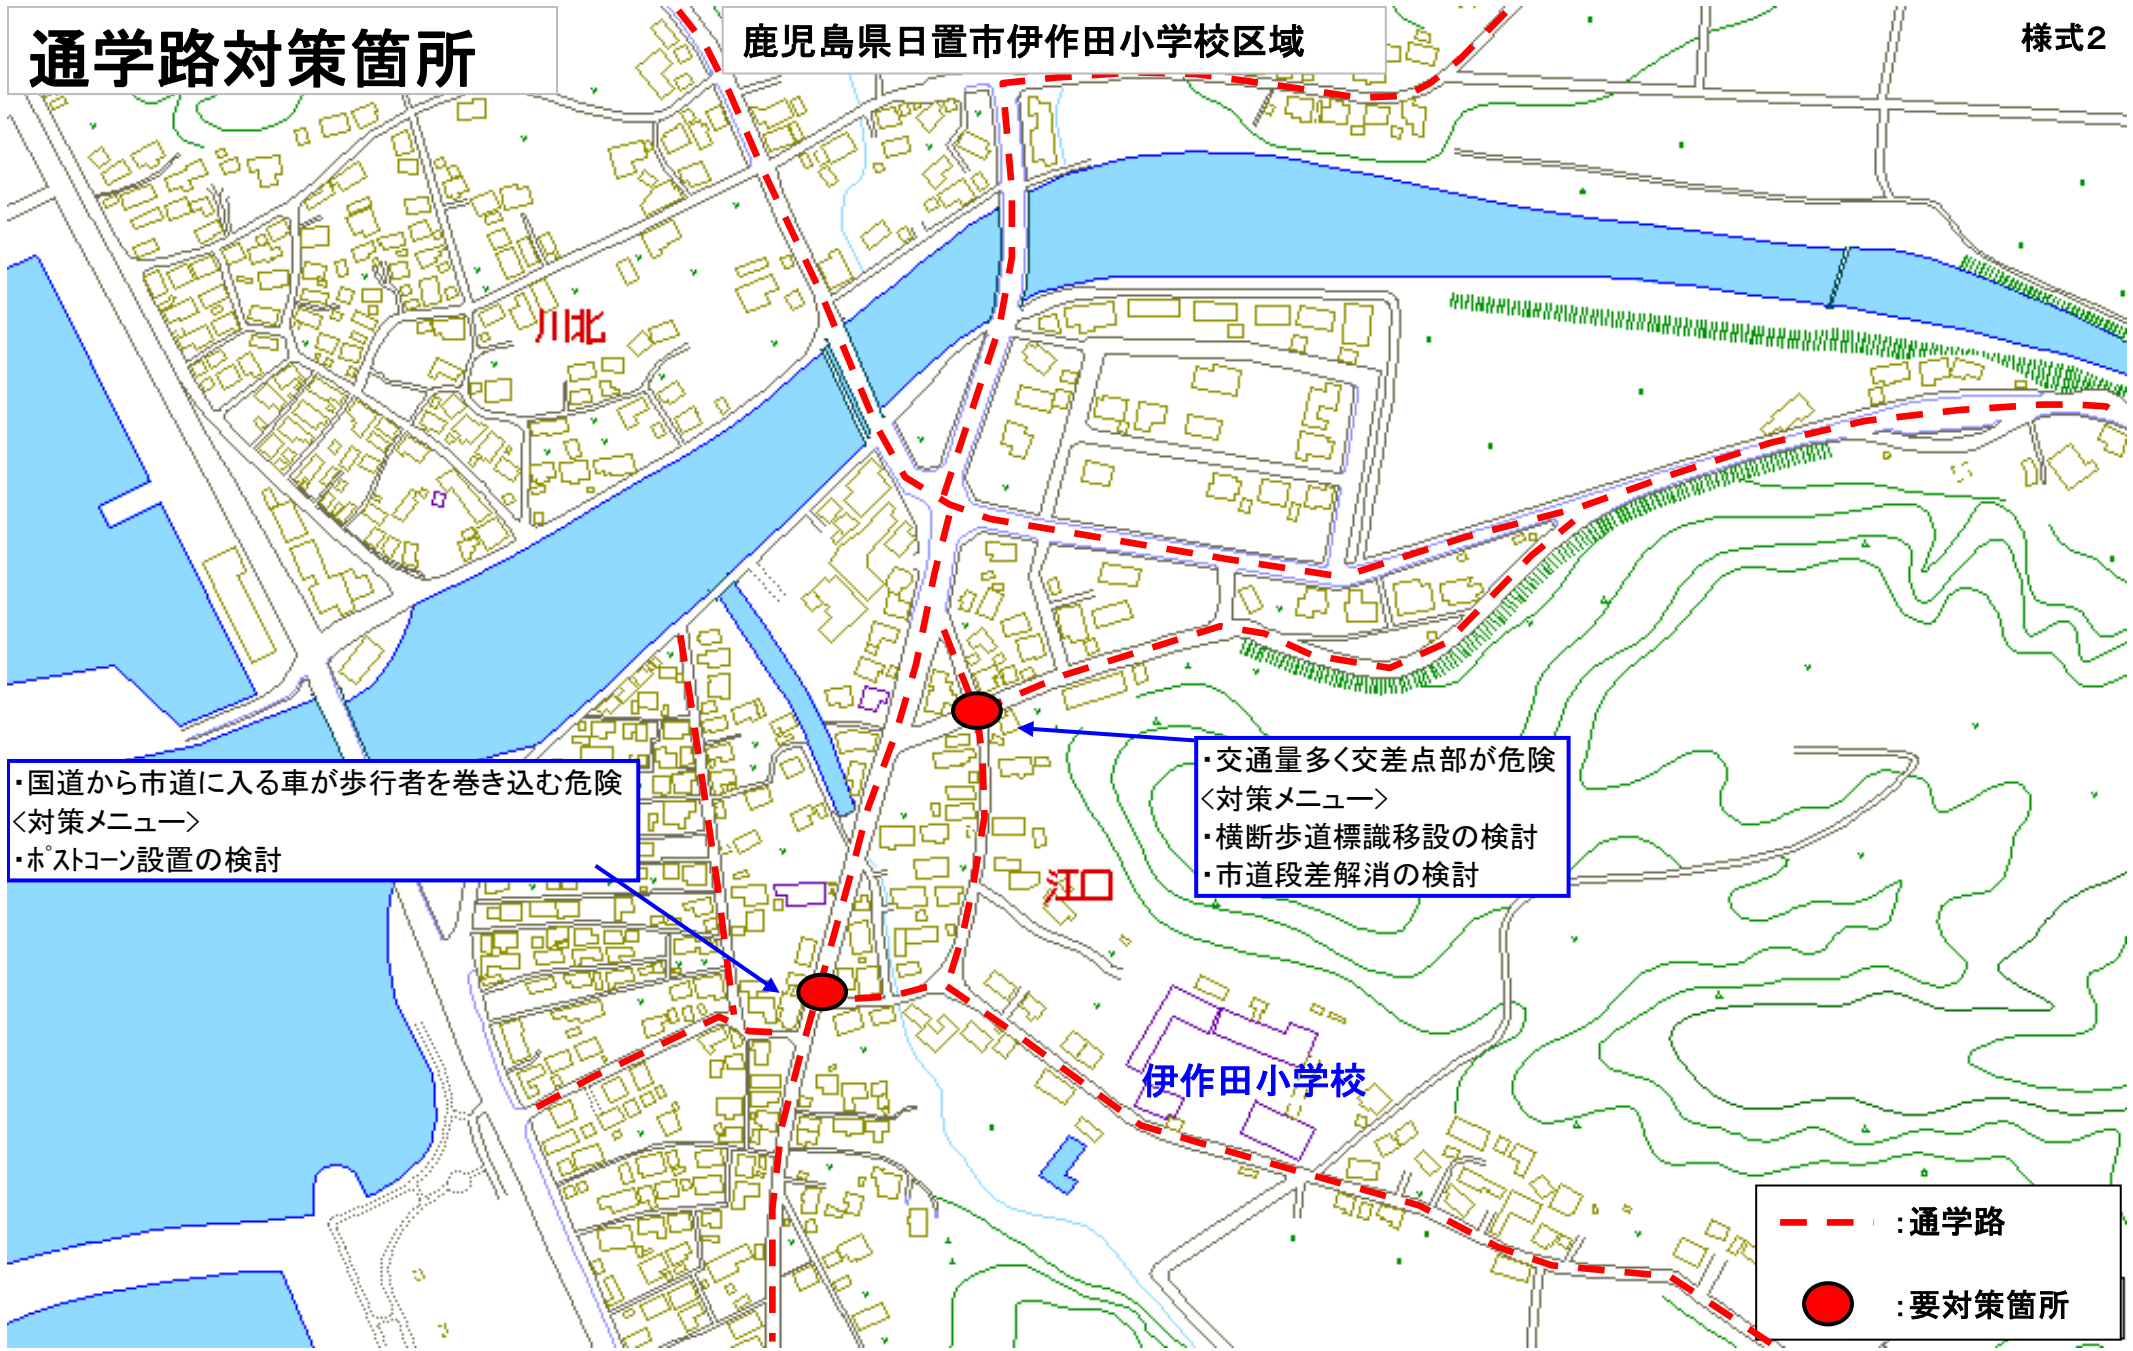 通学路対策箇所
鹿児島県日置市伊作田小学校区域
様式2
川北
・国道から市道に入る車が歩行者を巻き込む危険
<対策メニュー>
・ポストコーン設置の検討
・交通量多く交差点部が危険
<対策メニュー>
・横断歩道標識移設の検討
・市道段差解消の検討
江口
伊作田小学校
:通学路
:要対策箇所